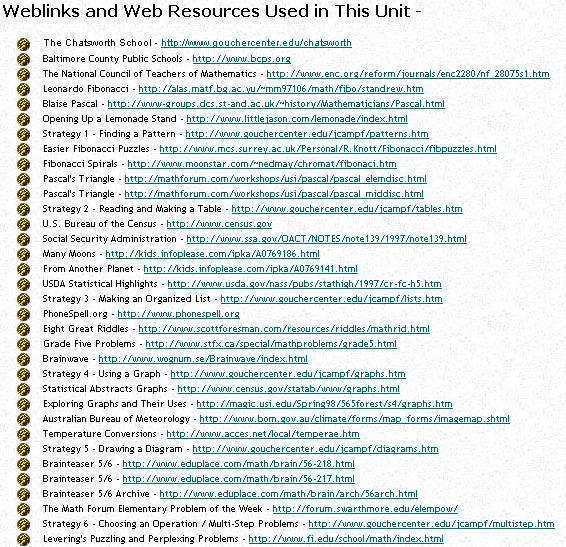 Weblinks and Web Resources Used in This Unit -
The Chatsworth School - http://www.gouchercenter.edu/chatsworth
Baltimore County Public Schools - http://www.bcps.org
The National Council of Teachers of Mathematics - http://www.enc.org/reform/journals/enc2280/nf_28075s1.htm
Leonardo Fibonacci - http://alas.matf.bg.ac.yu/~mm97106/math/fibo/standrew.htm
Blaise Pascal - http://www-groups.dcs.st-and.ac.uk/~history/Mathematicians/Pascal.html
Opening Up a Lemonade Stand - http://www.littlejason.com/lemonade/index.html
Strategy 1 - Finding a Pattern - http://www.gouchercenter.edu/jcampf/patterns.htm
Easier Fibonacci Puzzles - http://www.mcs.surrey.ac.uk/Personal/R.Knott/Fibonacci/fibpuzzles.html
Fibonacci Spirals - http://www.moonstar.com/~nedmay/chromat/fibonaci.htm
Pascal's Triangle - http://mathforum.com/workshops/usi/pascal/pascal_elemdisc.html
Pascal's Triangle - http://mathforum.com/workshops/usi/pascal/pascal_middisc.html
Strategy 2 - Reading and Making a Table - http://www.gouchercenter.edu/jcampf/tables.htm
U.S. Bureau of the Census - http://www.census.gov
Social Security Administration - http://www.ssa.gov/OACT/NOTES/note139/1997/note139.html
Many Moons - http://kids.infoplease.com/ipka/A0769186.html
From Another Planet - http://kids.infoplease.com/ipka/A0769141.html
USDA Statistical Highlights - http://www.usda.gov/nass/pubs/stathigh/1997/cr-fc-h5.htm
Strategy 3 - Making an Organized List - http://www.gouchercenter.edu/jcampf/lists.htm
PhoneSpell.org - http://www.phonespell.org
Eight Great Riddles - http://www.scottforesman.com/resources/riddles/mathrid.html
Grade Five Problems - http://www.stfx.ca/special/mathproblems/grade5.html
Brainwave - http://www.wognum.se/Brainwave/index.html
Strategy 4 - Using a Graph - http://www.gouchercenter.edu/jcampf/graphs.htm
Statistical Abstracts Graphs - http://www.census.gov/statab/www/graphs.html
Exploring Graphs and Their Uses - http://magic.usi.edu/Spring98/565forest/s4/graphs.htm
Australian Bureau of Meteorology - http://www.bom.gov.au/climate/forms/map_forms/imagemap.shtml
Temperature Conversions - http://www.acces.net/local/temperae.htm
Strategy 5 - Drawing a Diagram - http://www.gouchercenter.edu/jcampf/diagrams.htm
Brainteaser 5/6 - http://www.eduplace.com/math/brain/56-218.html
Brainteaser 5/6 - http://www.eduplace.com/math/brain/56-217.html
Brainteaser 5/6 Archive - http://www.eduplace.com/math/brain/arch/56arch.html
The Math Forum Elementary Problem of the Week - http://forum.swarthmore.edu/elempow/
Strategy 6 - Choosing an Operation / Multi-Step Problems - http://www.gouchercenter.edu/jcampf/multistep.htm
Levering's Puzzling and Perplexing Problems - http://www.fi.edu/school/math/index.html